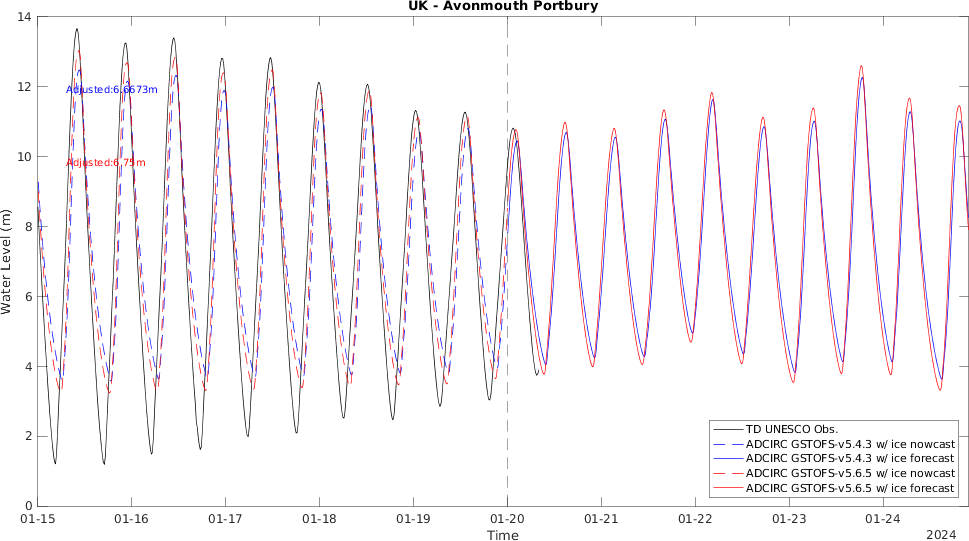 UK - Avonmouth Portbury
14
12
10
8
6
4
2
0
Water Level (m)
Adjusted:6.6673m
Adjusted:6.75m
TD UNESCO Obs.
ADCIRC GSTOFS-v5.4.3 w/ ice nowcast
ADCIRC GSTOFS-v5.4.3 w/ ice forecast
ADCIRC GSTOFS-v5.6.5 w/ ice nowcast
ADCIRC GSTOFS-v5.6.5 w/ ice forecast
01-15 01-16 01-17 01-18 01-19 01-20 01-21 01-22 01-23 01-24
Time
2024